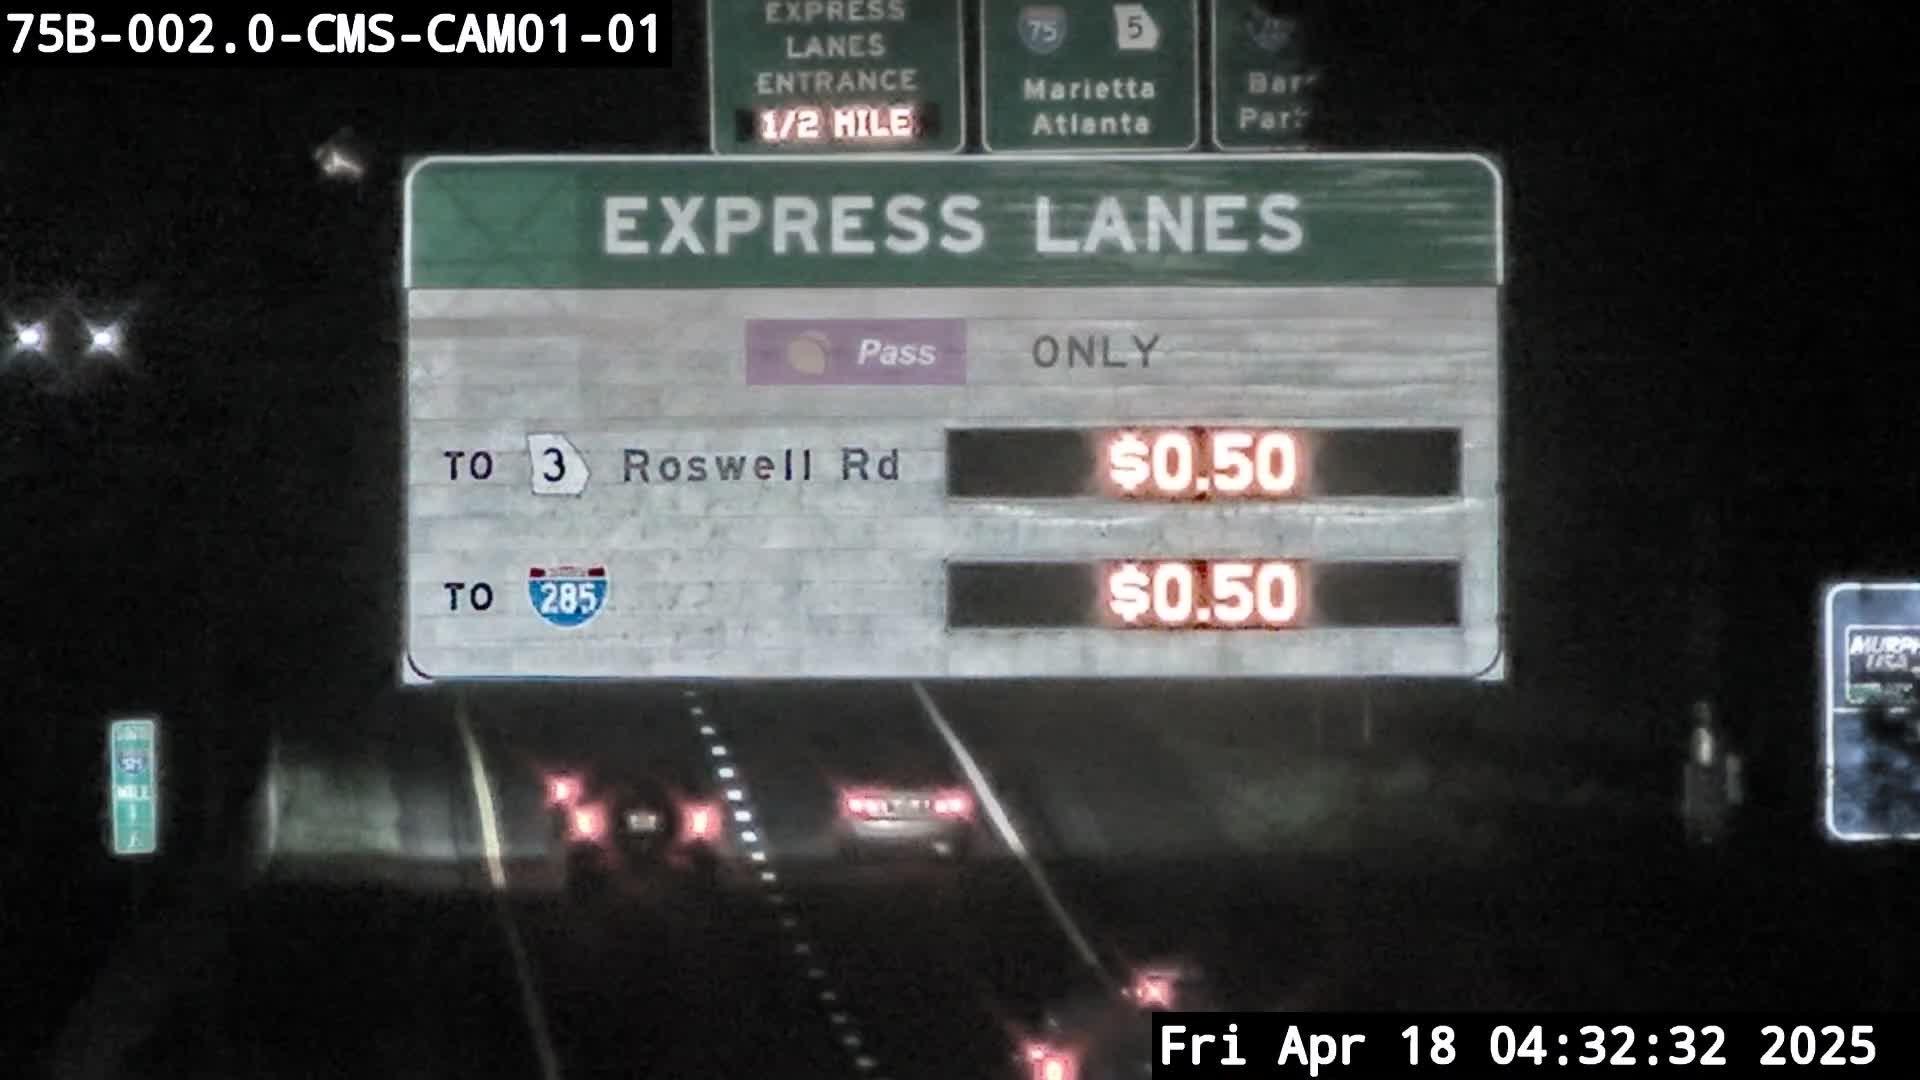 75B-002.0-CMS-CAM01-01
EXPRESS
LANES
ENTRANCE
1/2 MILE
75 5
Marietta
Atlanta
EXPRESS LANES
Pass ONLY
TO 3 Roswell Rd $0.50
TO 285 $0.50
MILE
Fri Apr 18 04:32:32 2025